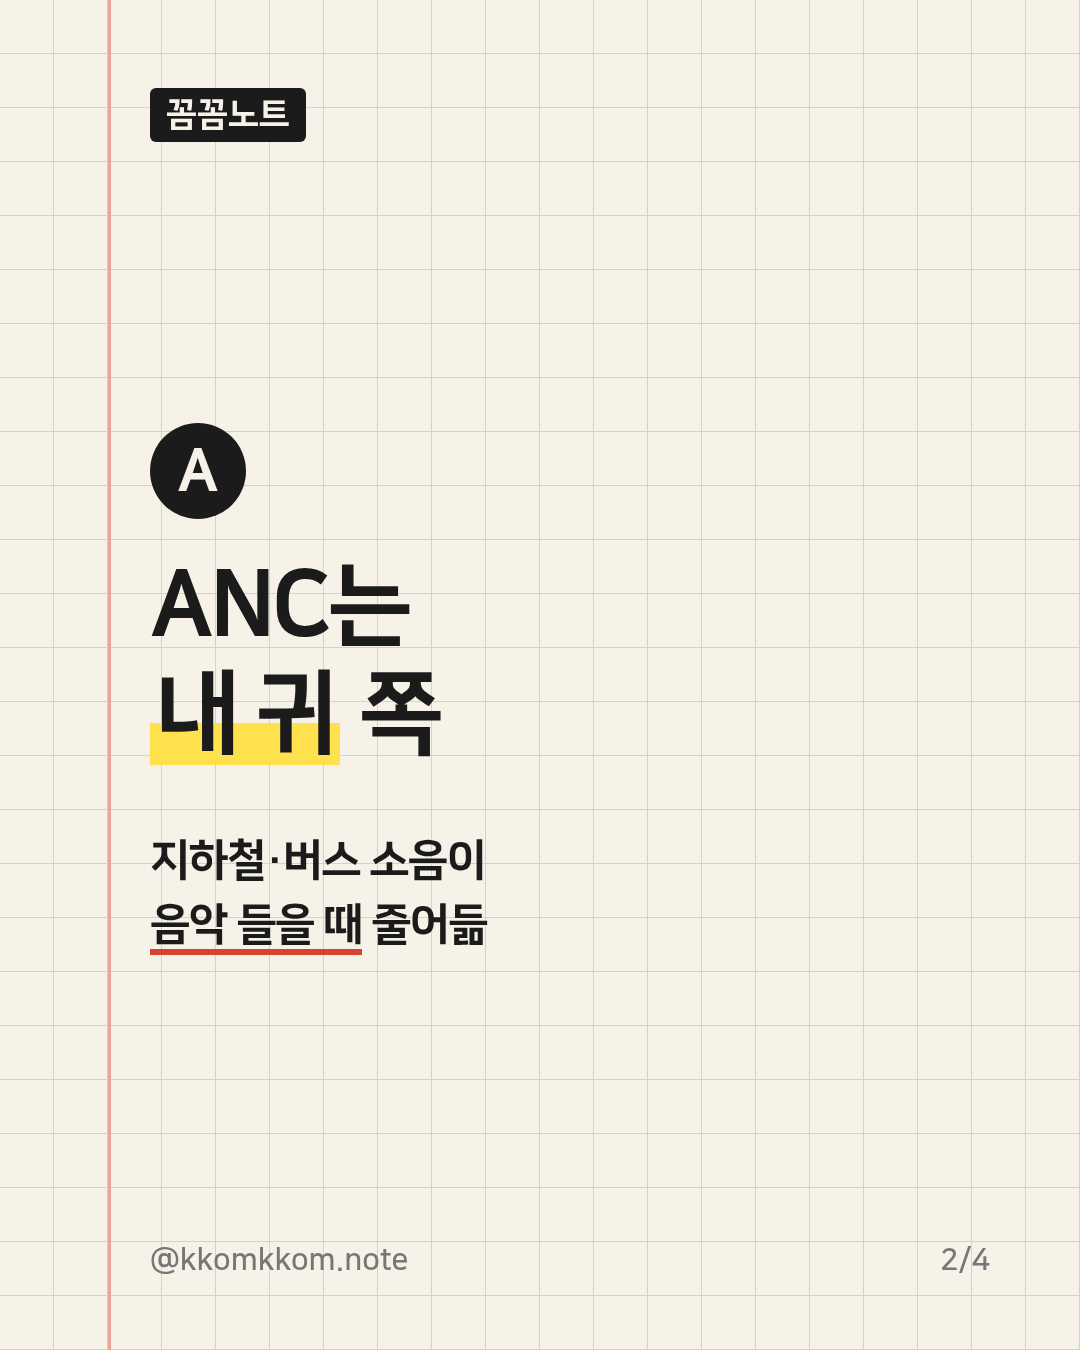 꼼꼼노트
A
ANC는
내 귀 쪽
지하철·버스 소음이
음악 들을 때 줄어듦
@kkomkkom.note
2/4